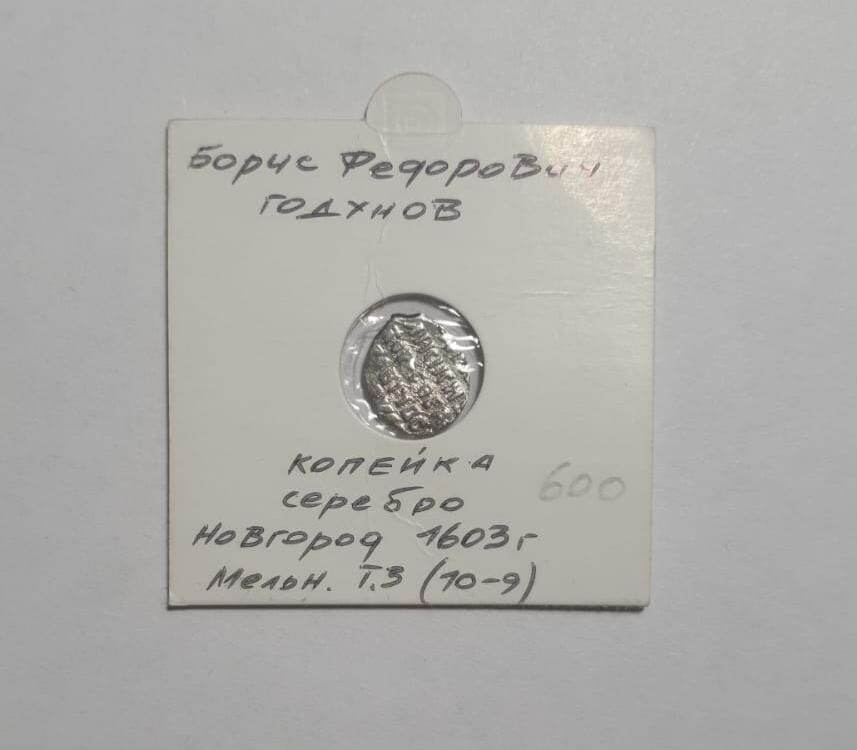 Борис Федорович
Годунов
копейка
серебро
600
Новгород 1603г
Мельн. Т.3 (10-9)